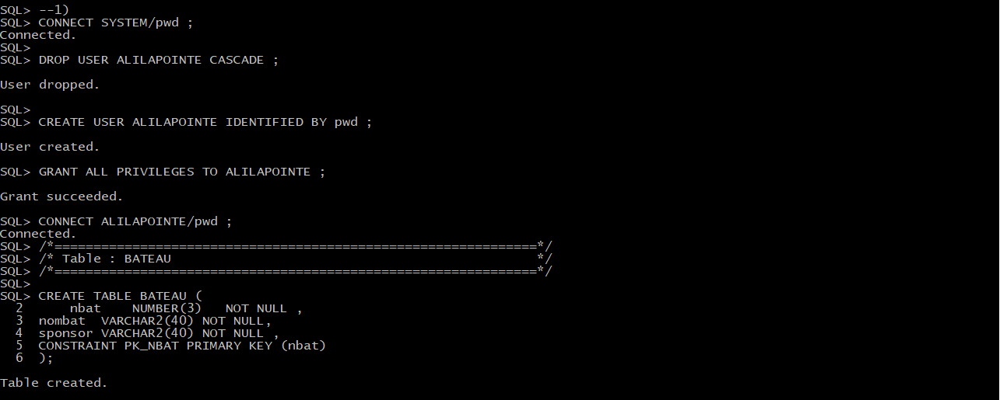 SQL> --1)
SQL> CONNECT SYSTEM/pwd ;
Connected.
SQL>
SQL> DROP USER ALILAPOINTE CASCADE ;
User dropped.
SQL>
SQL> CREATE USER ALILAPOINTE IDENTIFIED BY pwd ;
User created.
SQL> GRANT ALL PRIVILEGES TO ALILAPOINTE ;
Grant succeeded.
SQL> CONNECT ALILAPOINTE/pwd ;
Connected.
SQL> /*==============================================================*/
SQL> /* Table : BATEAU                                               */
SQL> /*==============================================================*/
SQL>
SQL> CREATE TABLE BATEAU (
  2      nbat    NUMBER(3)   NOT NULL ,
  3  nombat  VARCHAR2(40) NOT NULL,
  4  sponsor VARCHAR2(40) NOT NULL ,
  5  CONSTRAINT PK_NBAT PRIMARY KEY (nbat)
  6  );
Table created.